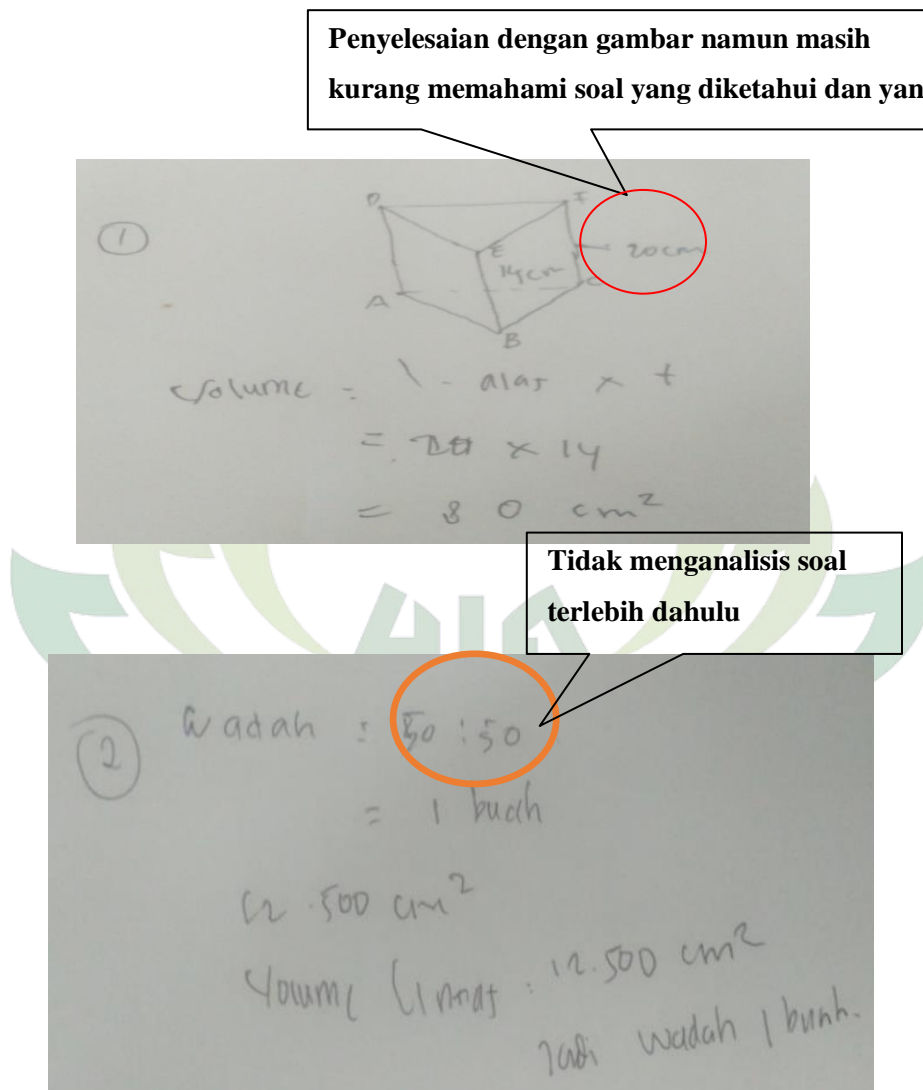 Penyelesaian dengan gambar namun masih
kurang memahami soal yang diketahui dan yan
1
D F
E 20cm
14cm
A C
B
Volume = l. alas x t
= × 14
= 80 cm²
Tidak menganalisis soal
terlebih dahulu
2
Wadah = 50 : 50
= 1 buah
12.500 cm²
Volume limas : 12.500 cm²
Jadi wadah 1 buah.